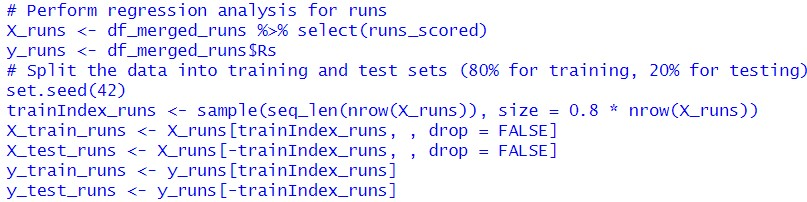 # Perform regression analysis for runs
X_runs <- df_merged_runs %>% select(runs_scored)
y_runs <- df_merged_runs$Rs
# Split the data into training and test sets (80% for training, 20% for testing)
set.seed(42)
trainIndex_runs <- sample(seq_len(nrow(X_runs)), size = 0.8 * nrow(X_runs))
X_train_runs <- X_runs[trainIndex_runs, , drop = FALSE]
X_test_runs <- X_runs[-trainIndex_runs, , drop = FALSE]
y_train_runs <- y_runs[trainIndex_runs]
y_test_runs <- y_runs[-trainIndex_runs]